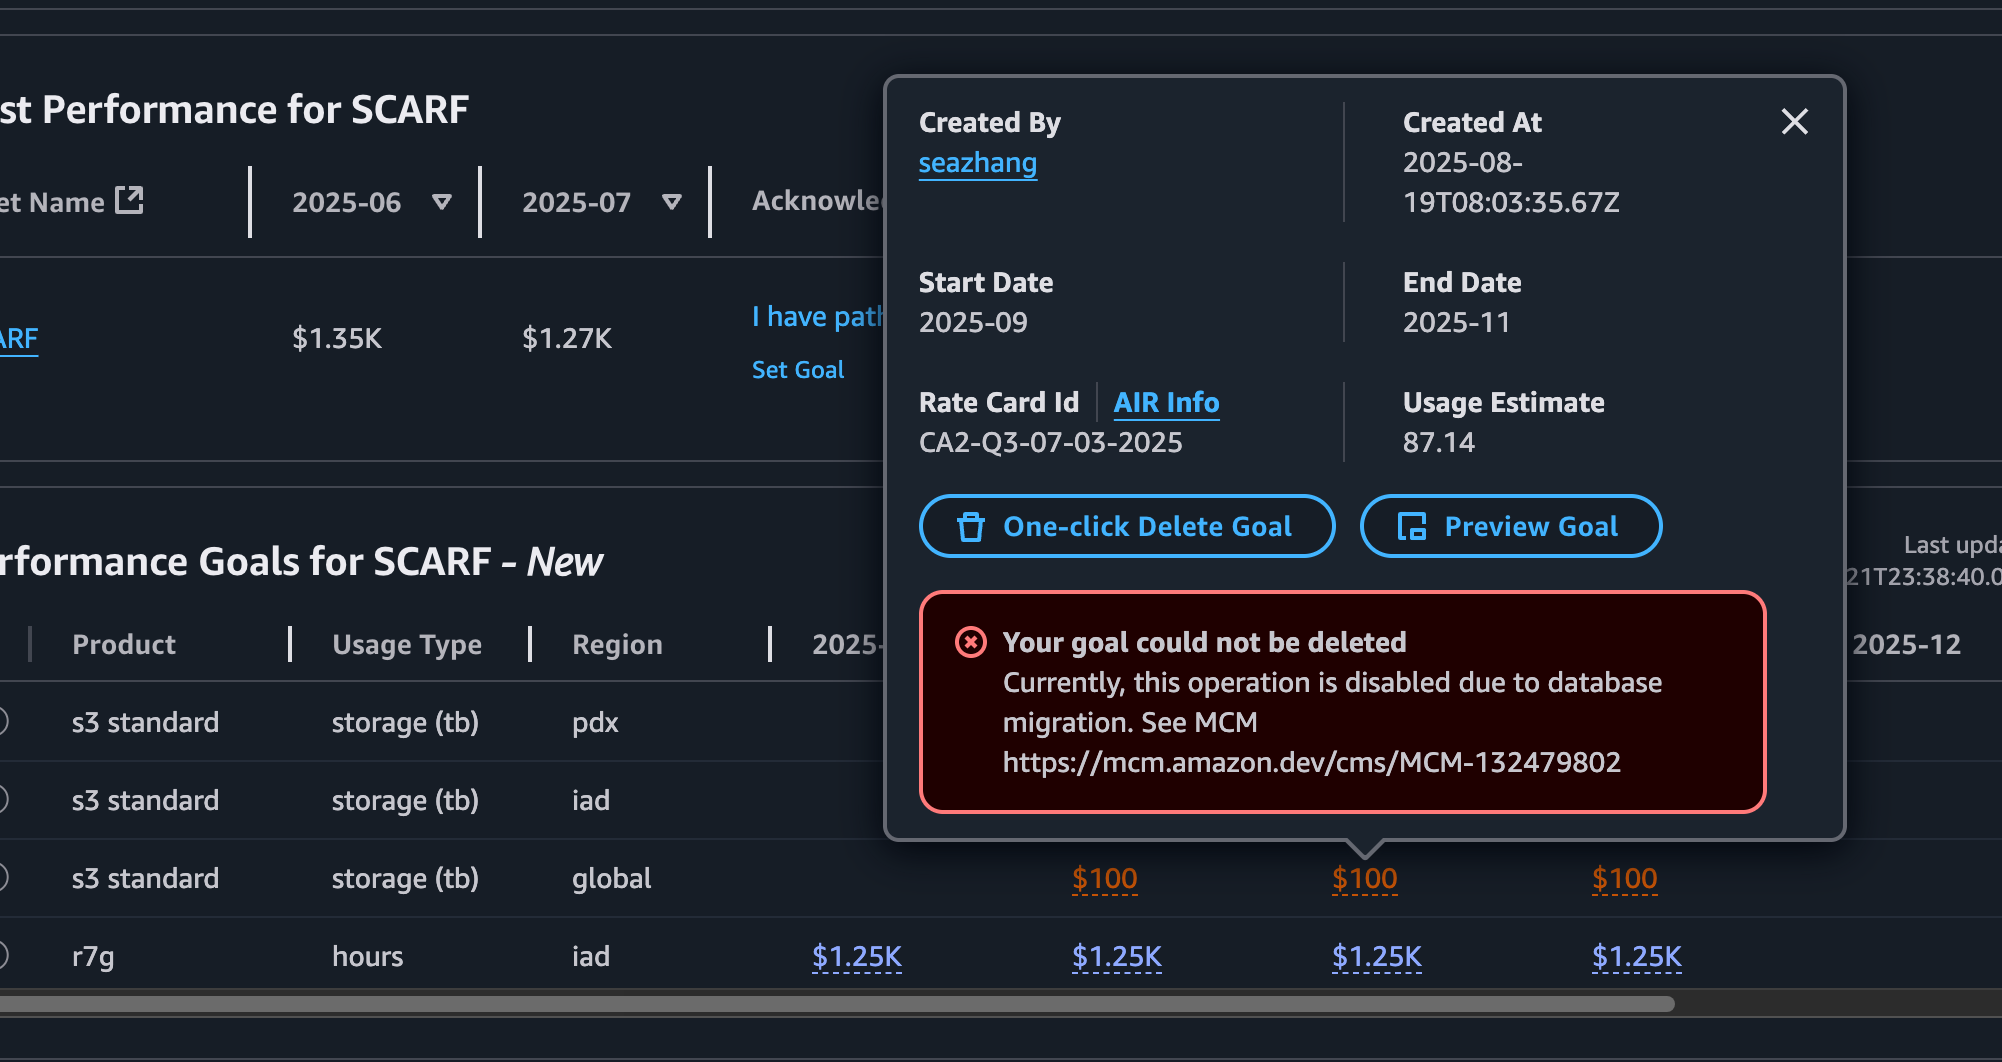 st Performance for SCARF
et Name
2025-06
2025-07
Acknowle
ARF
$1.35K
$1.27K
I have path
Set Goal
Created By
seazhang
Created At
2025-08-
19T08:03:35.67Z
Start Date
2025-09
End Date
2025-11
Rate Card Id
AIR Info
CA2-Q3-07-03-2025
Usage Estimate
87.14
One-click Delete Goal
Preview Goal
Your goal could not be deleted
Currently, this operation is disabled due to database
migration. See MCM
https://mcm.amazon.dev/cms/MCM-132479802
rformance Goals for SCARF - New
Last upda
21T23:38:40.0
Product
Usage Type
Region
2025-
2025-12
s3 standard
storage (tb)
pdx
s3 standard
storage (tb)
iad
s3 standard
storage (tb)
global
$100
$100
$100
r7g
hours
iad
$1.25K
$1.25K
$1.25K
$1.25K